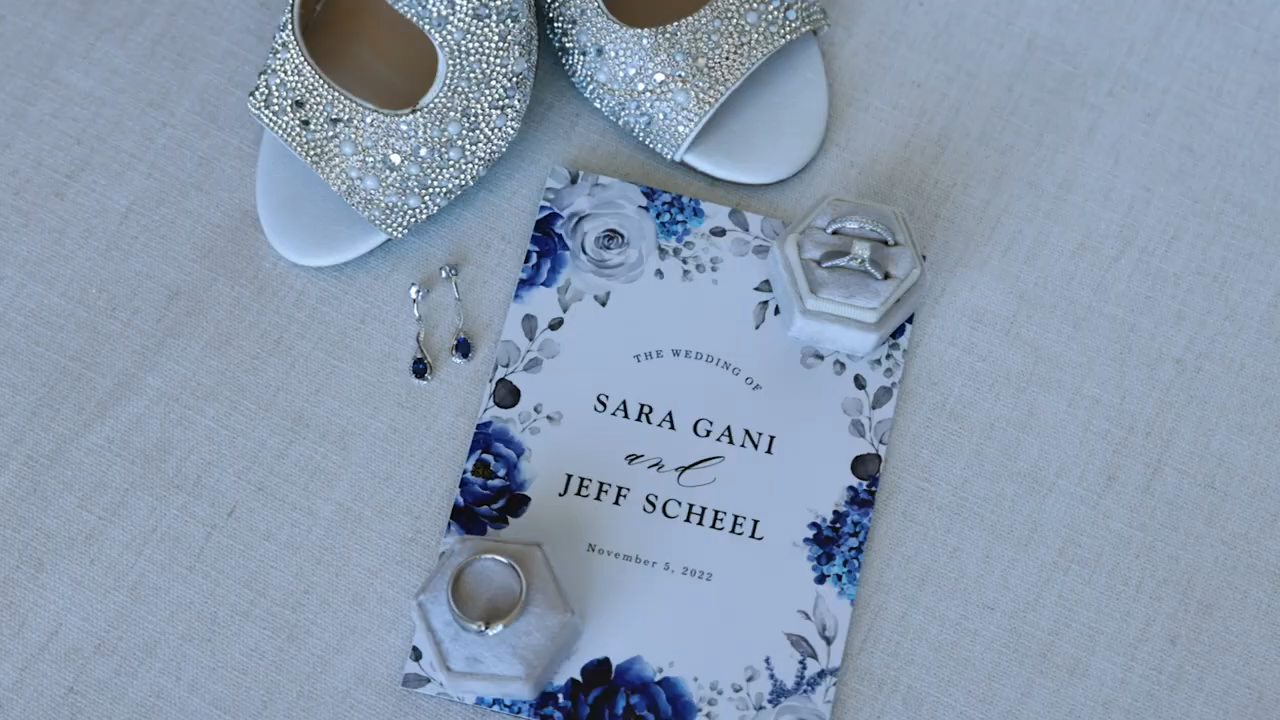 THE WEDDING OF
SARA GANI
and
JEFF SCHEEL
November 5, 2022